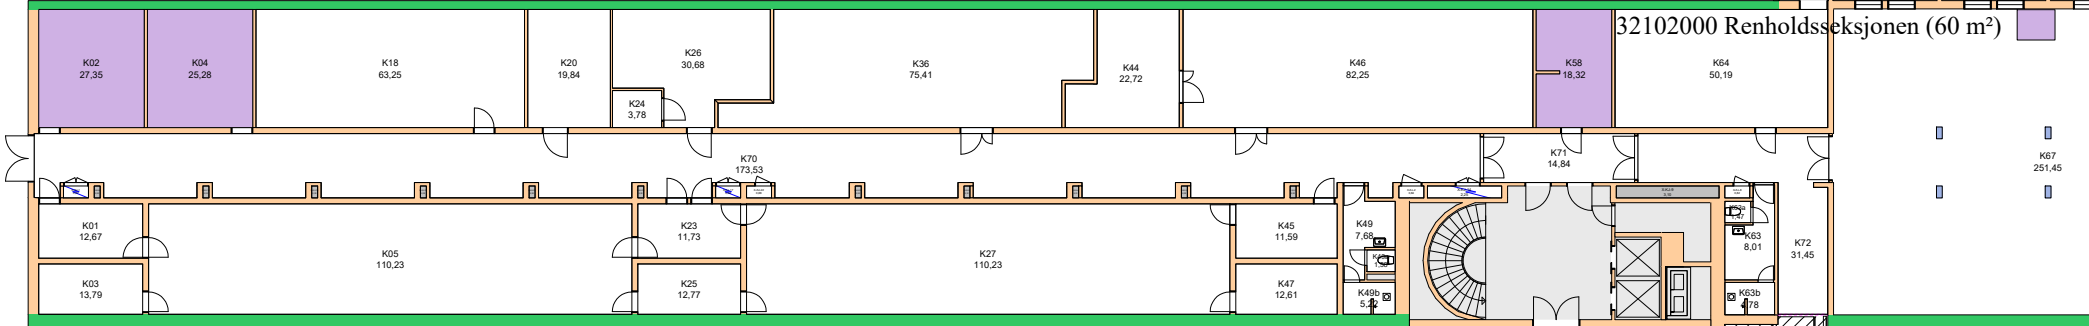 32102000 Renholdsseksjonen (60 m²)
K02
27,35
K04
25,28
K18
63,25
K20
19,84
K26
30,68
K24
3,78
K36
75,41
K44
22,72
K46
82,25
K58
18,32
K64
50,19
K70
173,53
K71
14,84
K67
251,45
K01
12,67
K03
13,79
K05
110,23
K23
11,73
K25
12,77
K27
110,23
K45
11,59
K47
12,61
K49
7,68
K49b
K63
8,01
K63b
K72
31,45